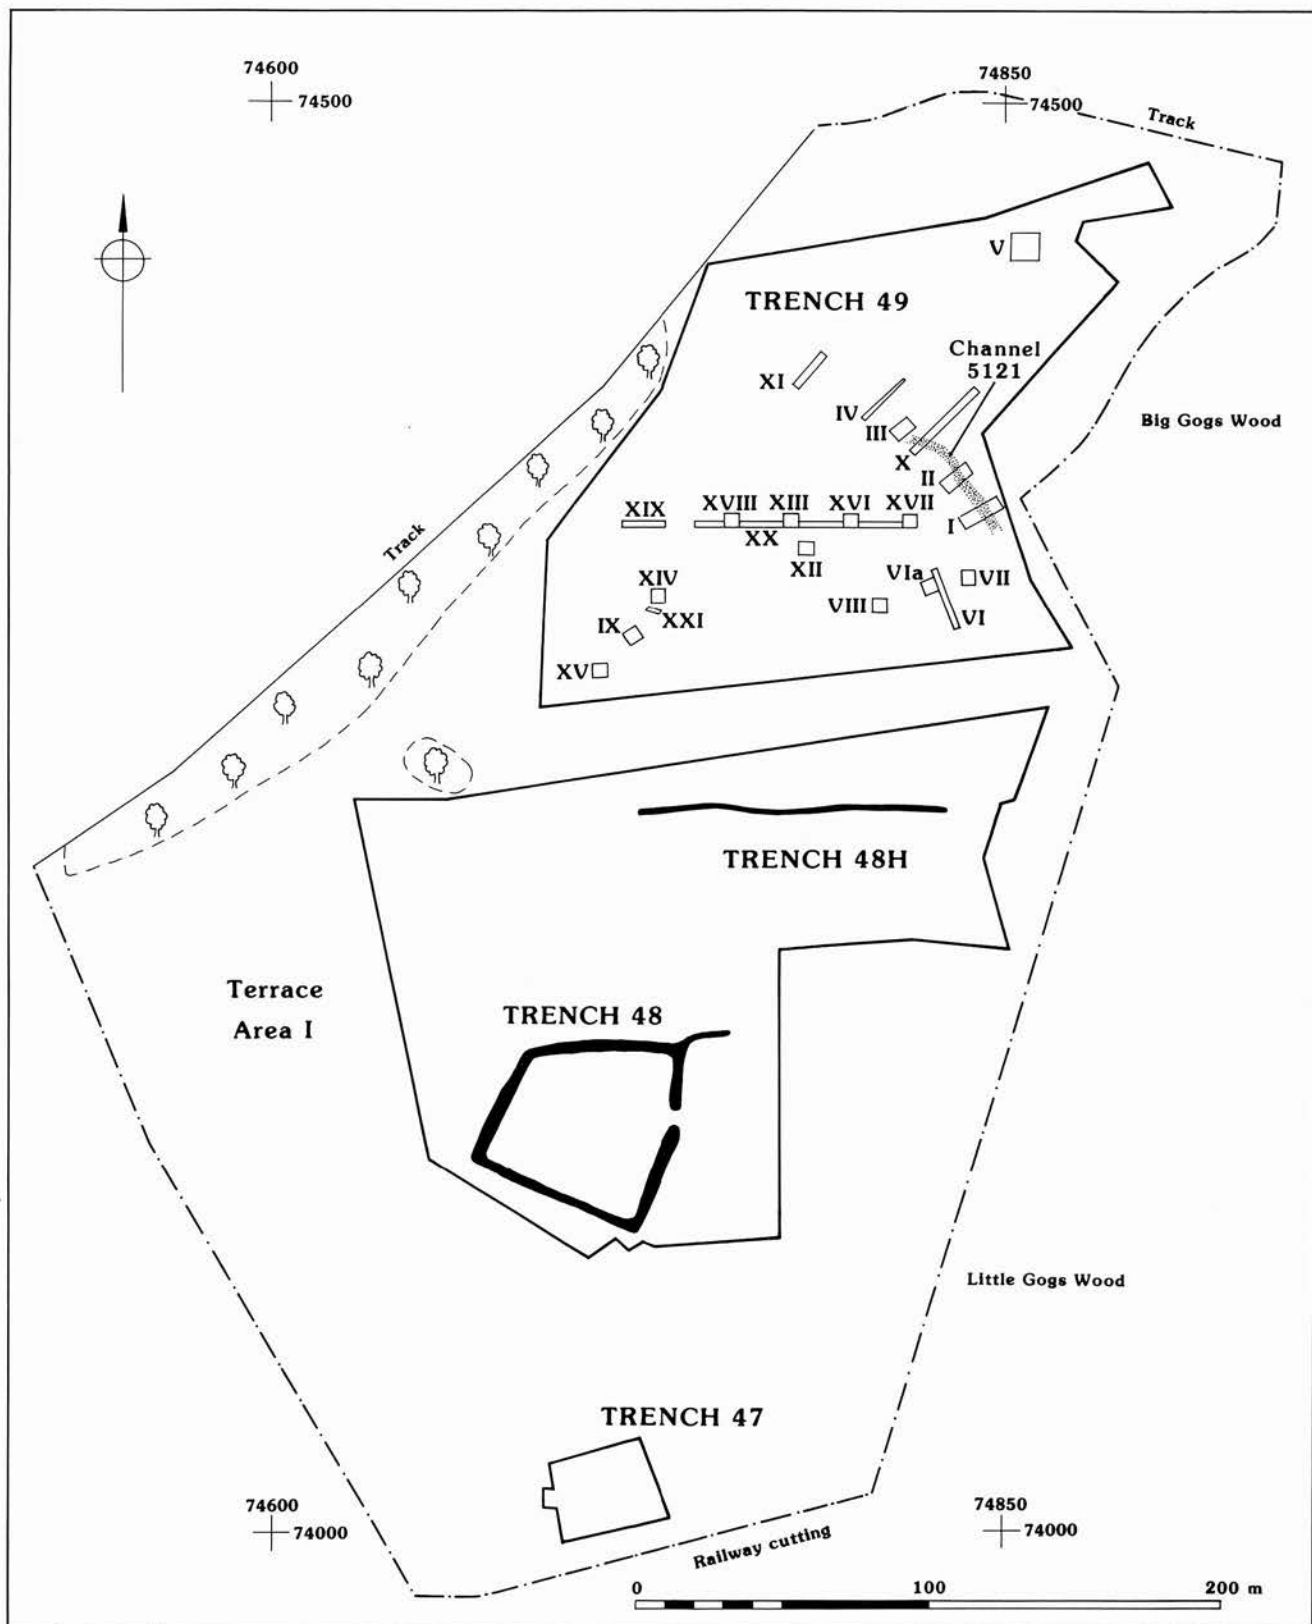 74600
74500
74850
74500
Track
V
TRENCH 49
Channel
5121
XI
IV
III
X
Big Gogs Wood
II
XIX
XVIII
XIII
XVI
XVII
I
XX
XII
Track
XIV
VIa
VII
XXI
VIII
VI
IX
XV
TRENCH 48H
Terrace
Area I
TRENCH 48
Little Gogs Wood
TRENCH 47
74600
74000
74850
74000
Railway cutting
0
100
200 m